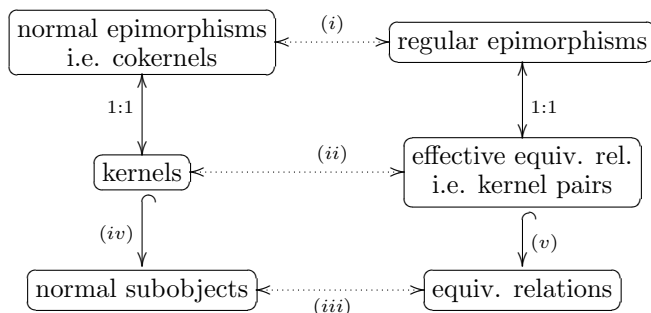 normal epimorphisms
i.e. cokernels
(i)
regular epimorphisms
1:1
1:1
kernels
(ii)
effective equiv. rel.
i.e. kernel pairs
(iv)
(v)
normal subobjects
(iii)
equiv. relations